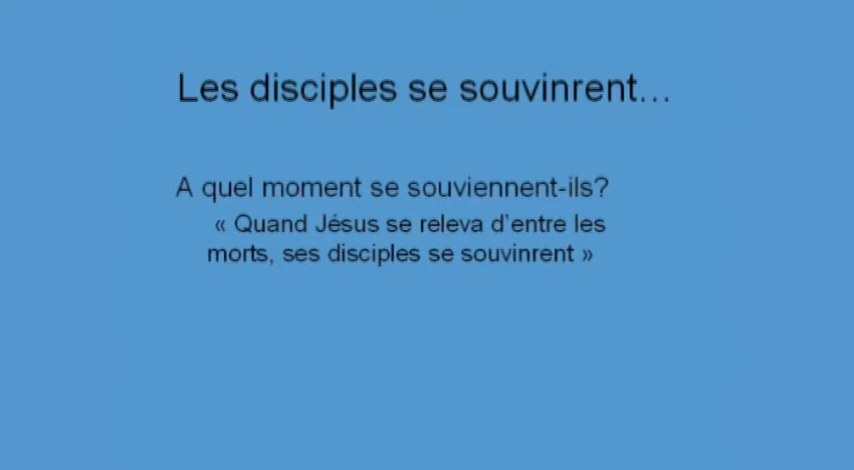 Les disciples se souvinrent...
A quel moment se souviennent-ils?
« Quand Jésus se releva d'entre les
morts, ses disciples se souvinrent »